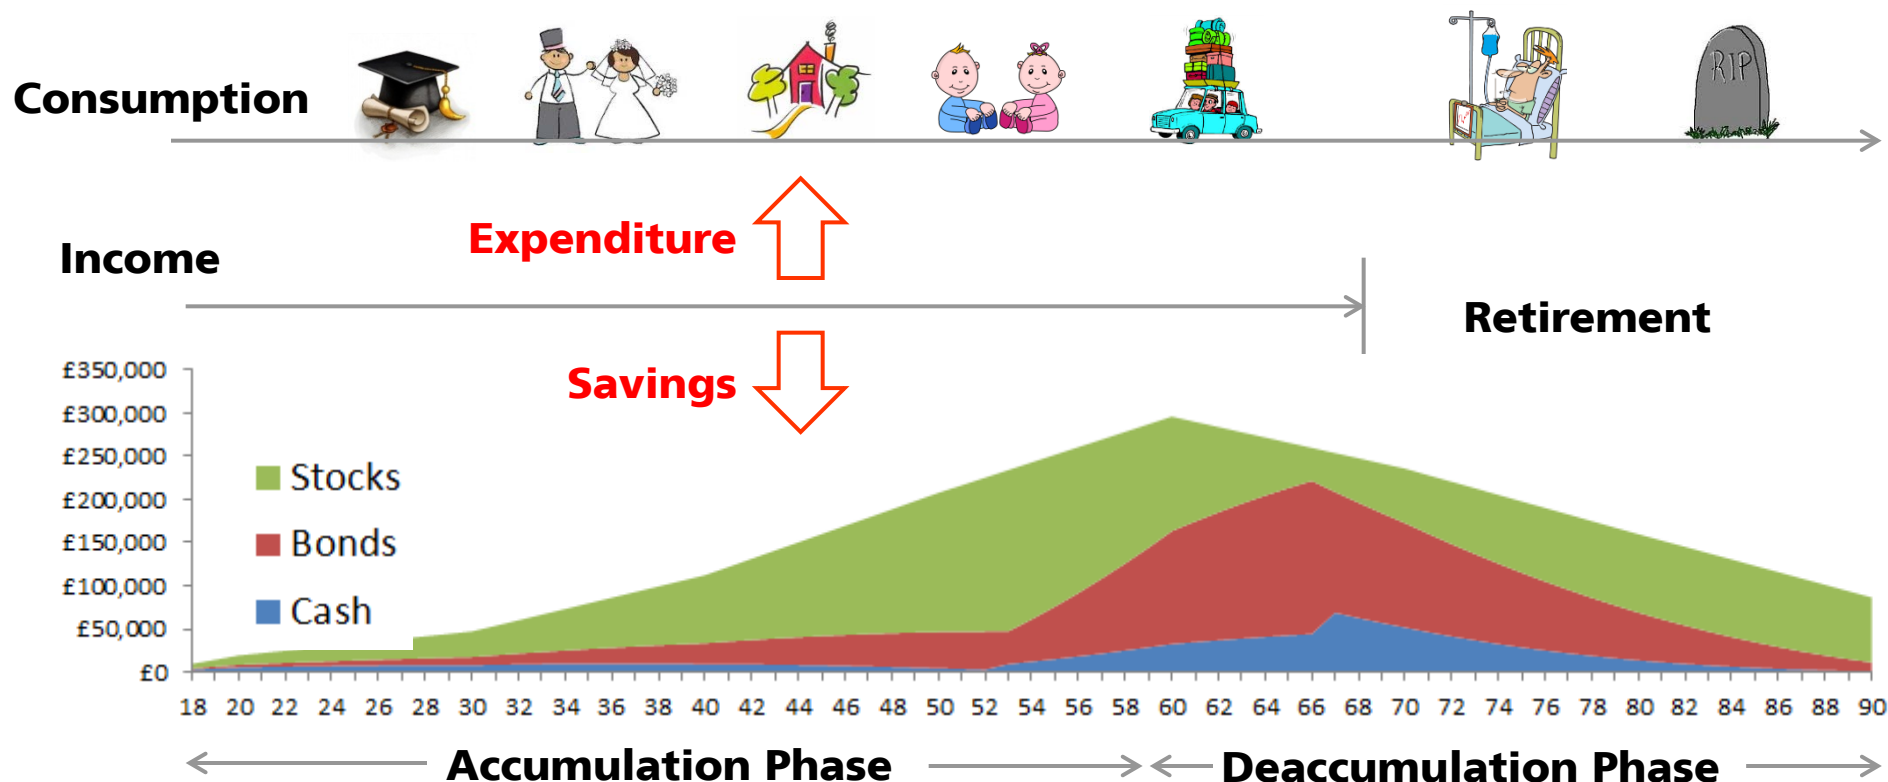 RIP
Consumption
Expenditure
Income
Retirement
Savings
£350,000
£300,000
£250,000
£200,000
£150,000
£100,000
£50,000
£0
Stocks
Bonds
Cash
18 20 22 24 26 28 30 32 34 36 38 40 42 44 46 48 50 52 54 56 58 60 62 64 66 68 70 72 74 76 78 80 82 84 86 88 90
Accumulation Phase Deaccumulation Phase